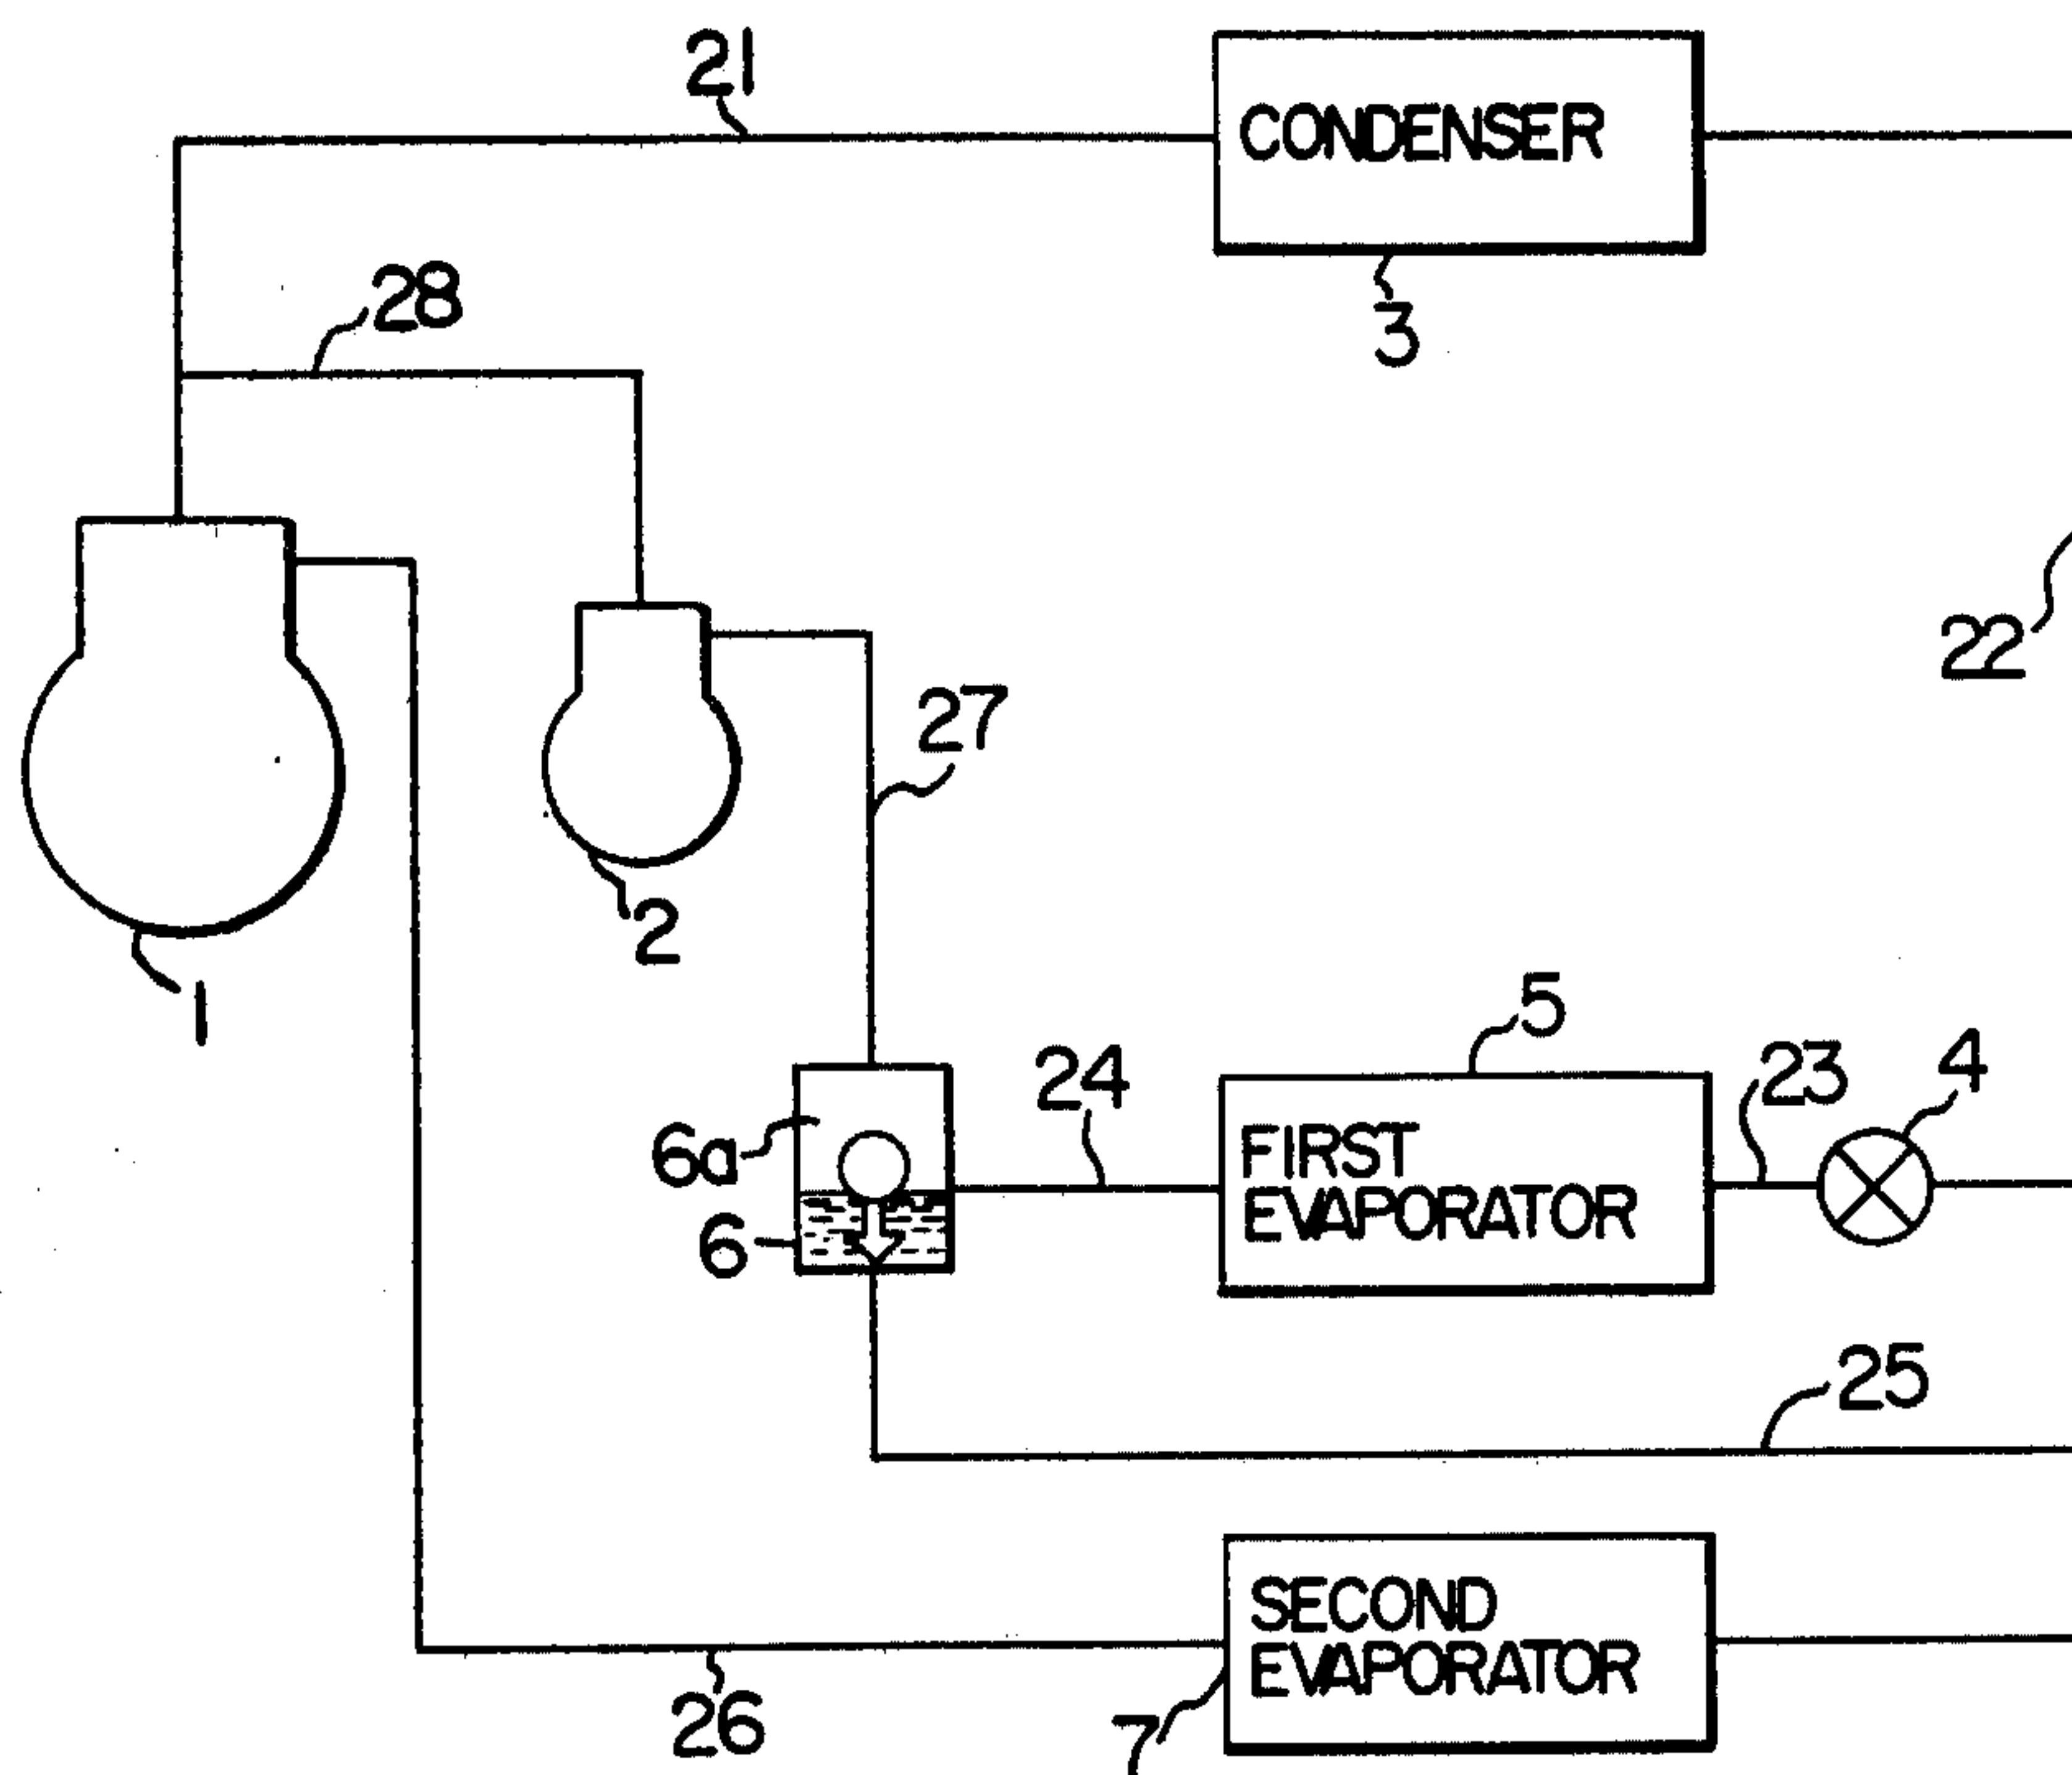 21
CONDENSER
3
28
22
27
2
1
5
4
24
23
6a
FIRST
EVAPORATOR
6
25
SECOND
EVAPORATOR
26
7